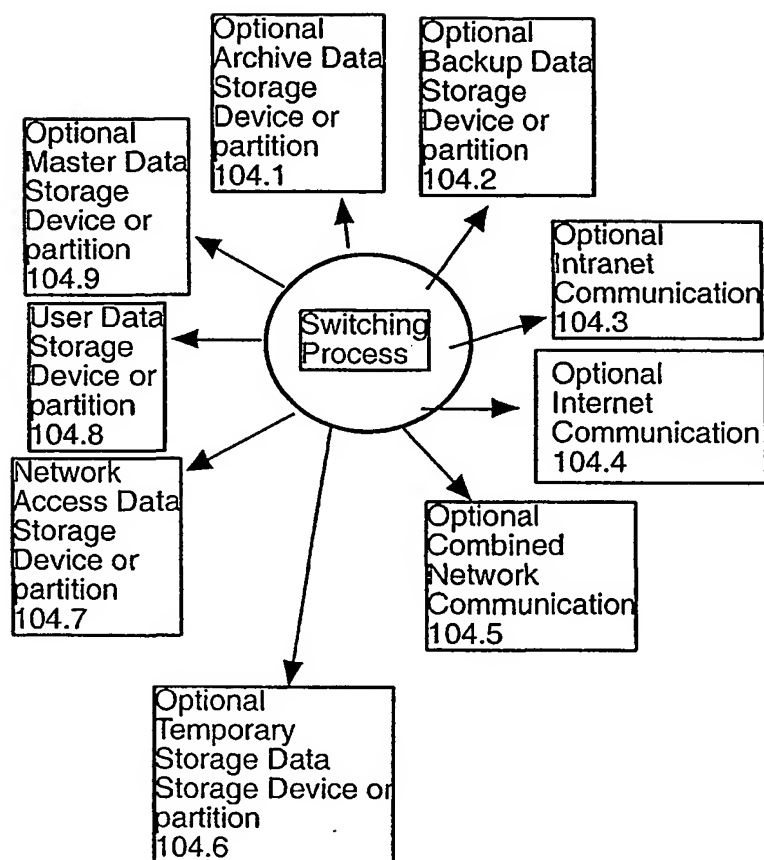 Optional
Archive Data
Storage
Device or
partition
104.1
Optional
Backup Data
Storage
Device or
partition
104.2
Optional
Master Data
Storage
Device or
partition
104.9
Optional
Intranet
Communication
104.3
User Data
Storage
Device or
partition
104.8
Switching
Process
Optional
Internet
Communication
104.4
Network
Access Data
Storage
Device or
partition
104.7
Optional
Combined
Network
Communication
104.5
Optional
Temporary
Storage Data
Storage Device or
partition
104.6